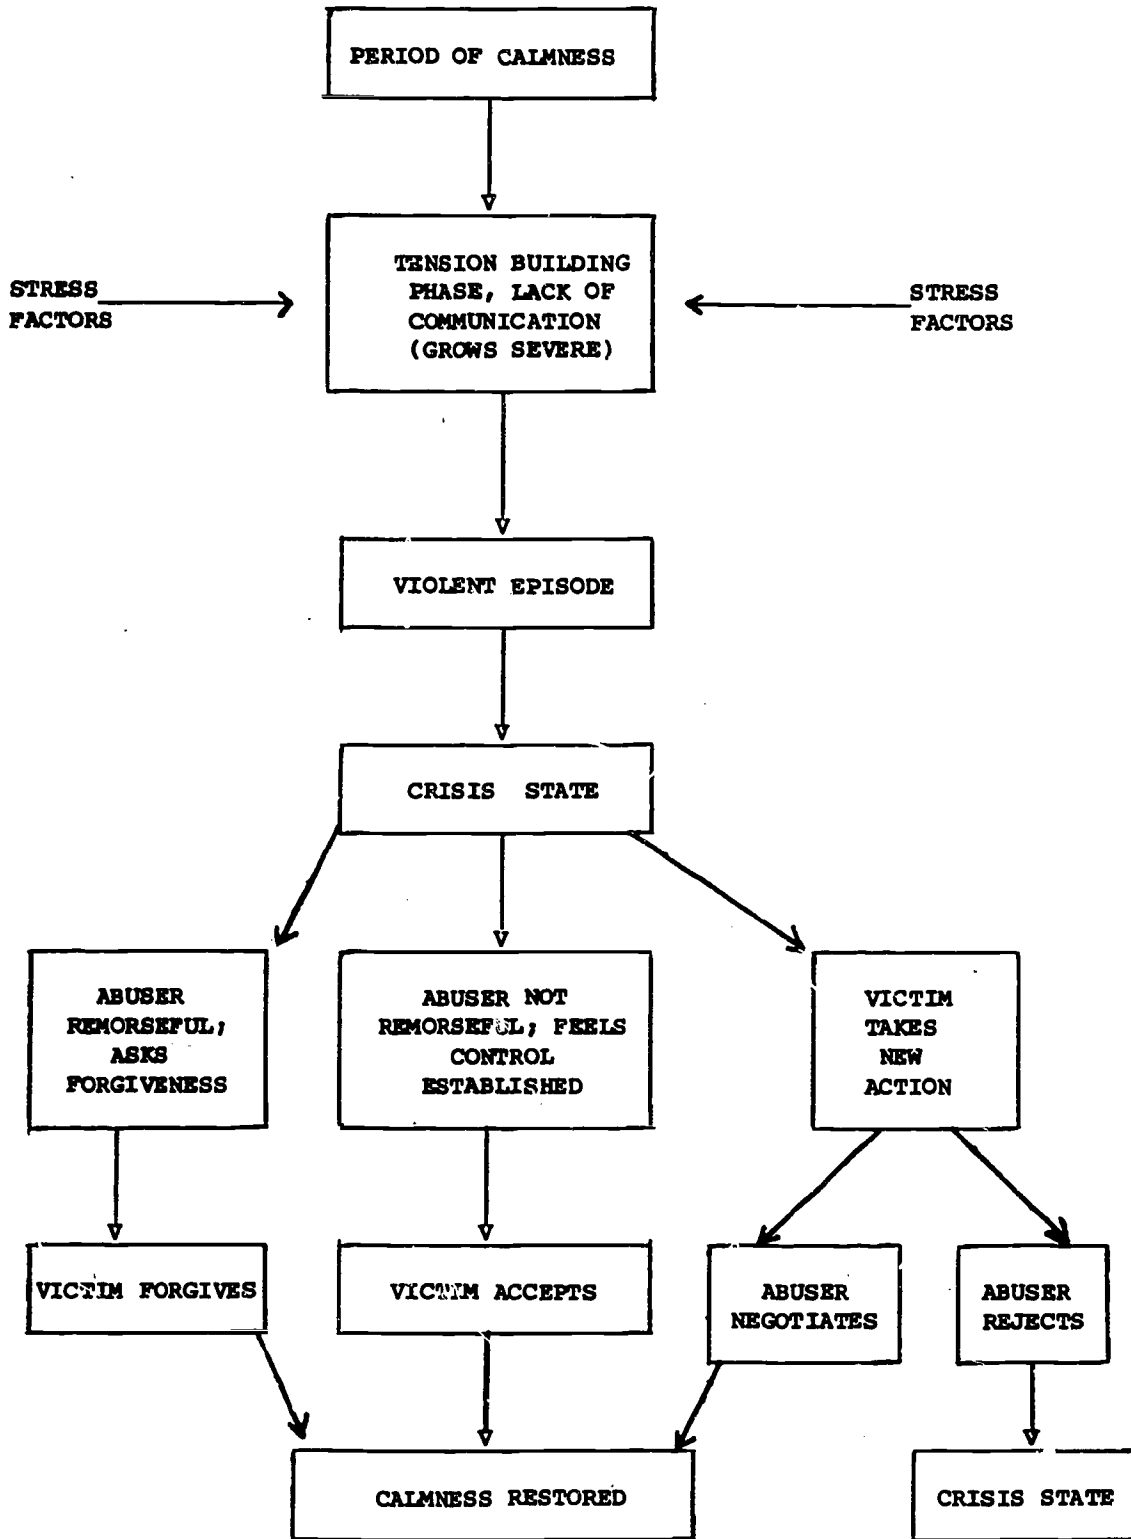 PERIOD OF CALMNESS
TENSION BUILDING
PHASE, LACK OF
COMMUNICATION
(GROWS SEVERE)
STRESS
FACTORS
STRESS
FACTORS
VIOLENT EPISODE
CRISIS STATE
ABUSER
REMORSEFUL;
ASKS
FORGIVENESS
ABUSER NOT
REMORSEFUL; FEELS
CONTROL
ESTABLISHED
VICTIM
TAKES
NEW
ACTION
VICTIM FORGIVES
VICTIM ACCEPTS
ABUSER
NEGOTIATES
ABUSER
REJECTS
CALMNESS RESTORED
CRISIS STATE